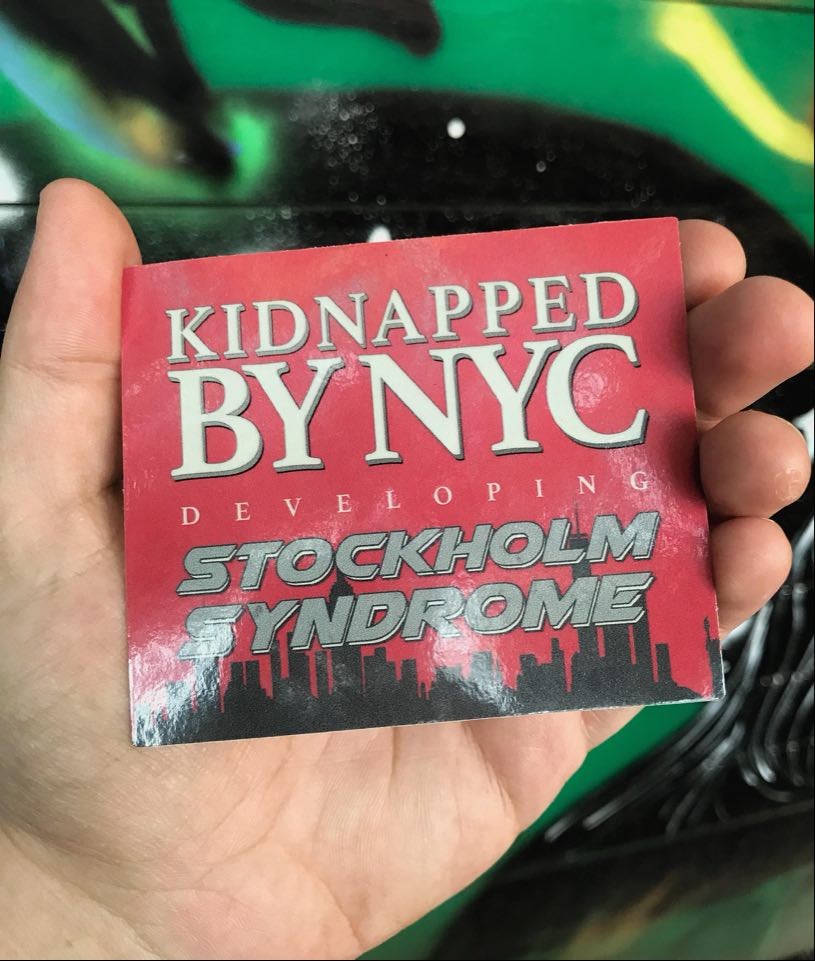 KIDNAPPED
BY NYC
DEVELOPING
STOCKHOLM
SYNDROME